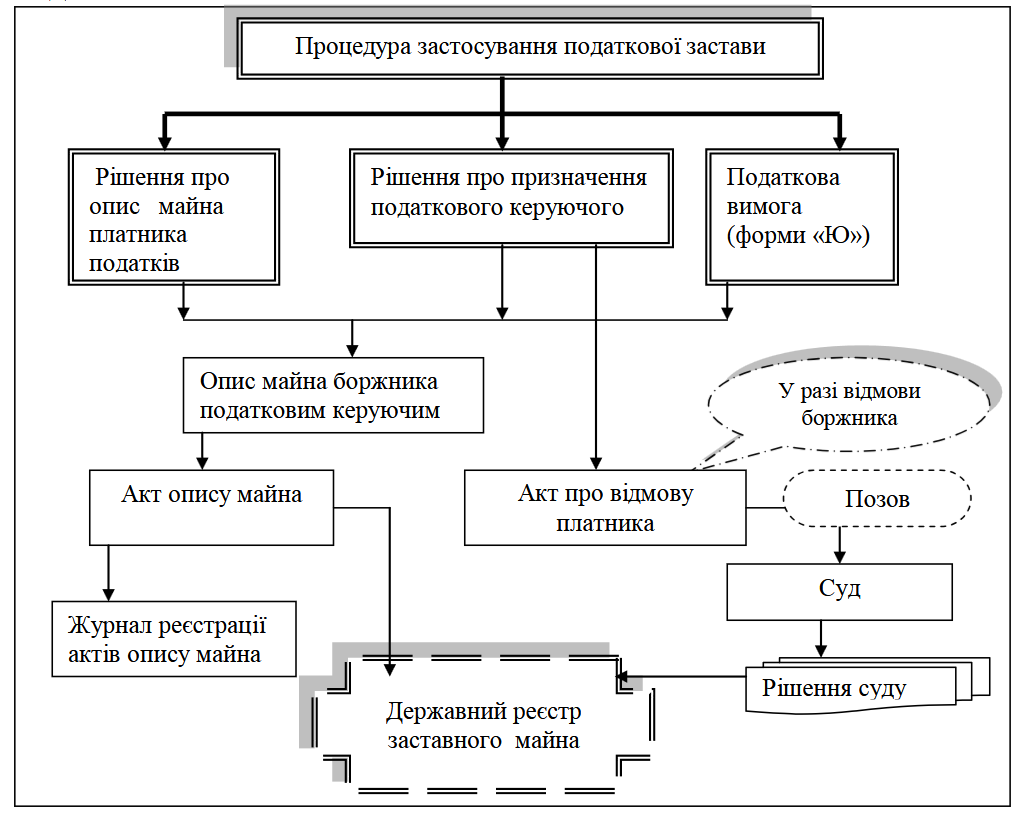 Процедура застосування податкової застави
Рішення про
опис майна
платника
податків
Рішення про призначення
податкового керуючого
Податкова
вимога
(форми «Ю»)
Опис майна боржника
податковим керуючим
У разі відмови
боржника
Акт опису майна
Акт про відмову
платника
Позов
Суд
Журнал реєстрації
актів опису майна
Рішення суду
Державний реєстр
заставного майна